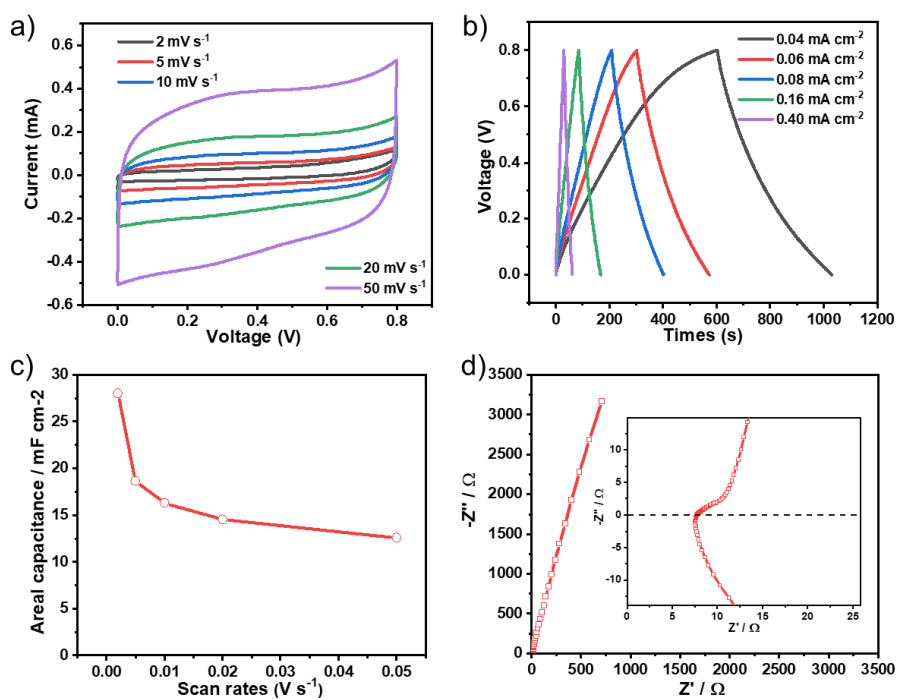 a)
0.6
0.4
0.2
0.0
-0.2
-0.4
-0.6
Current (mA)
2 mV s⁻¹
5 mV s⁻¹
10 mV s⁻¹
20 mV s⁻¹
50 mV s⁻¹
0.0 0.2 0.4 0.6 0.8
Voltage (V)
b)
0.8
0.6
0.4
0.2
0.0
Voltage (V)
0.04 mA cm⁻²
0.06 mA cm⁻²
0.08 mA cm⁻²
0.16 mA cm⁻²
0.40 mA cm⁻²
0 200 400 600 800 1000 1200
Times (s)
c)
30
25
20
15
10
5
0
Areal capacitance / mF cm-2
0.00 0.01 0.02 0.03 0.04 0.05
Scan rates (V s⁻¹)
d)
3500
3000
2500
2000
1500
1000
500
0
-Z'' / Ω
10
5
0
-5
-10
-Z'' / Ω
0 5 10 15 20 25
Z' / Ω
0 500 1000 1500 2000 2500 3000 3500
Z' / Ω